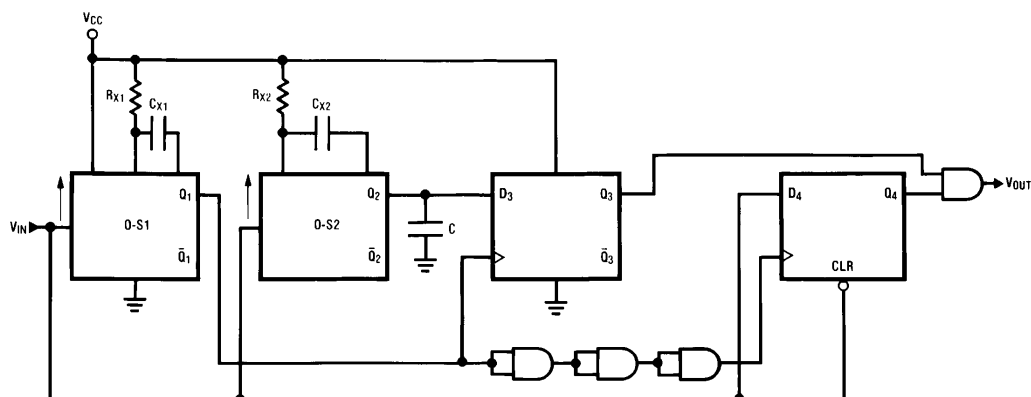 VCC
RX1
CX1
RX2
CX2
VIN
O-S1
Q1
Q̄1
O-S2
Q2
Q̄2
C
D3
Q3
Q̄3
D4
Q4
CLR
VOUT